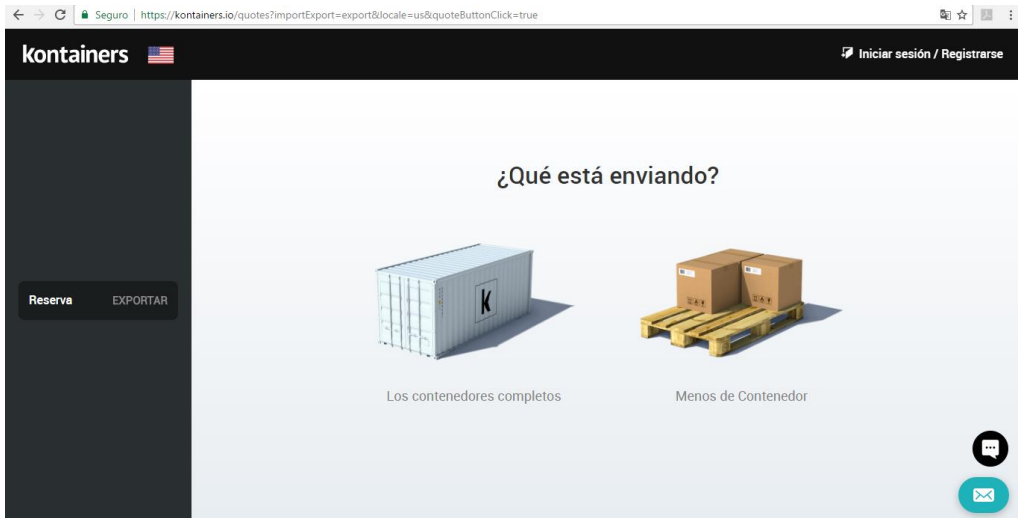 Seguro | https://kontainers.io/quotes?importExport=export&locale=us&quoteButtonClick=true
kontainers
Iniciar sesión / Registrarse
¿Qué está enviando?
k
Reserva EXPORTAR
Los contenedores completos
Menos de Contenedor